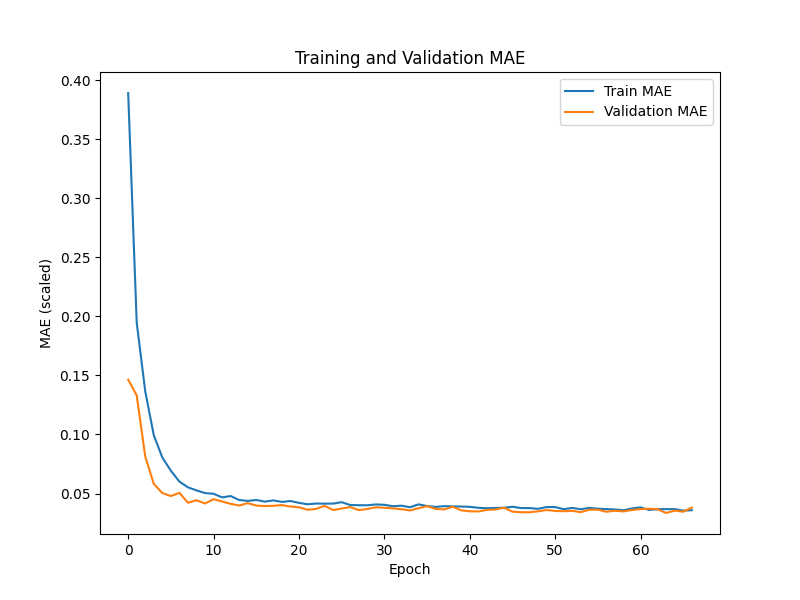 Training and Validation MAE
Train MAE
Validation MAE
MAE (scaled)
0.40
0.35
0.30
0.25
0.20
0.15
0.10
0.05
0 10 20 30 40 50 60
Epoch